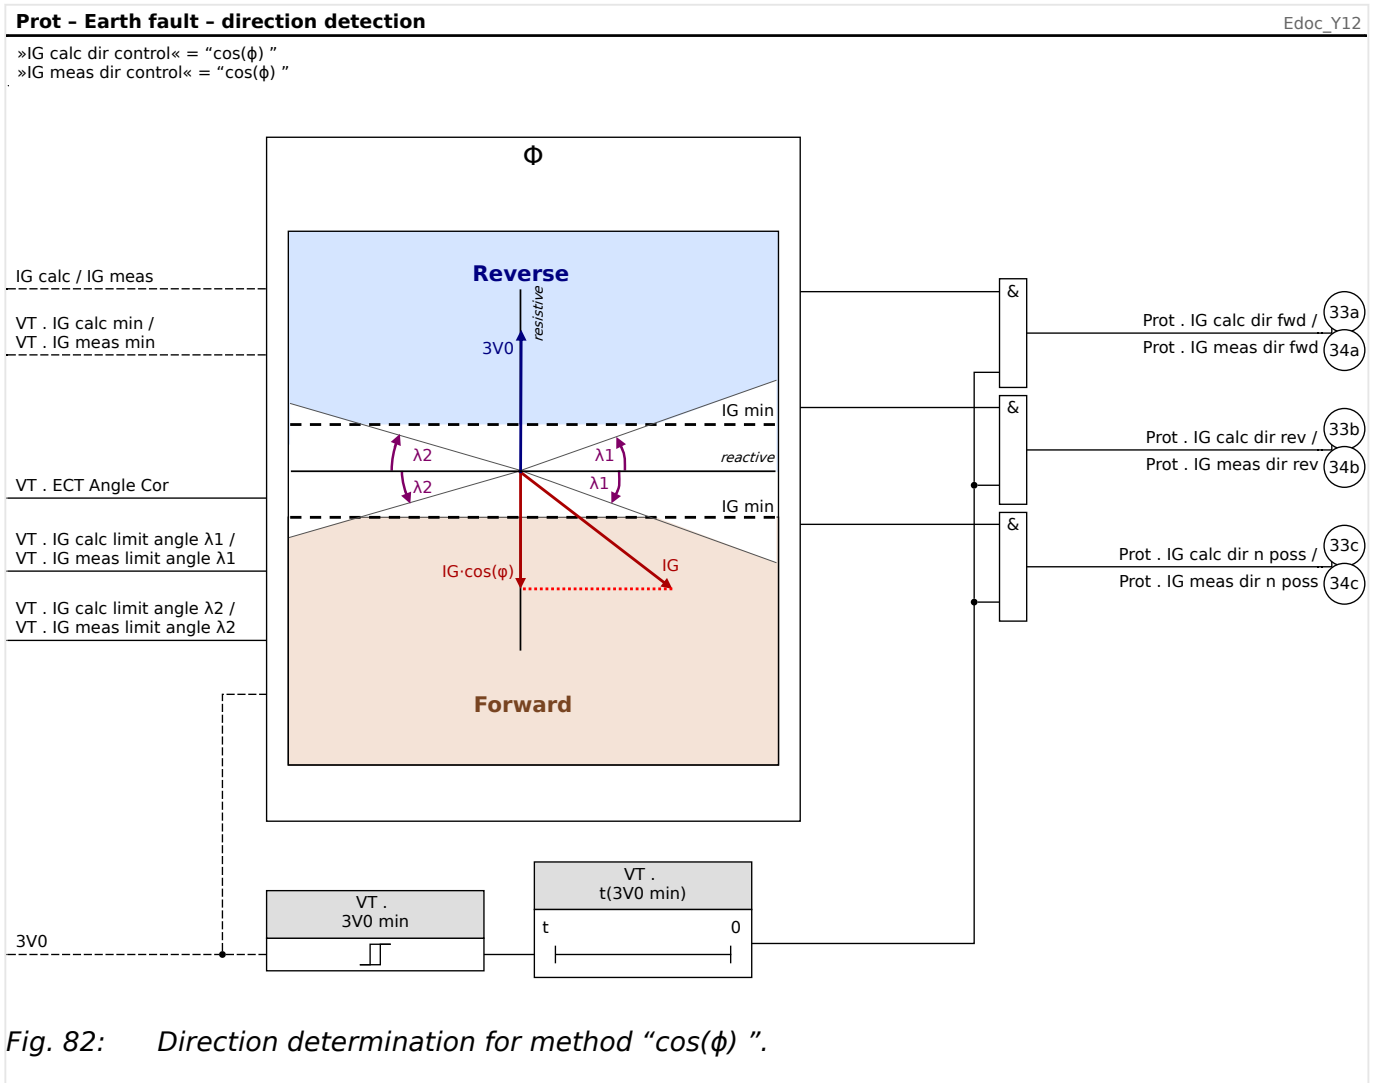 Prot – Earth fault – direction detection
Edoc_Y12
»IG calc dir control« = “cos(ϕ) ”
»IG meas dir control« = “cos(ϕ) ”
Φ
IG calc / IG meas
VT . IG calc min /
VT . IG meas min
VT . ECT Angle Cor
VT . IG calc limit angle λ1 /
VT . IG meas limit angle λ1
VT . IG calc limit angle λ2 /
VT . IG meas limit angle λ2
3V0
Reverse
resistive
3V0
IG min
λ2
λ1
reactive
λ2
λ1
IG min
IG·cos(φ)
IG
Forward
&
Prot . IG calc dir fwd /
33a
Prot . IG meas dir fwd
34a
&
Prot . IG calc dir rev /
33b
Prot . IG meas dir rev
34b
&
Prot . IG calc dir n poss /
33c
Prot . IG meas dir n poss
34c
VT .
3V0 min
VT .
t(3V0 min)
t
0
Fig. 82: Direction determination for method “cos(ϕ) ”.